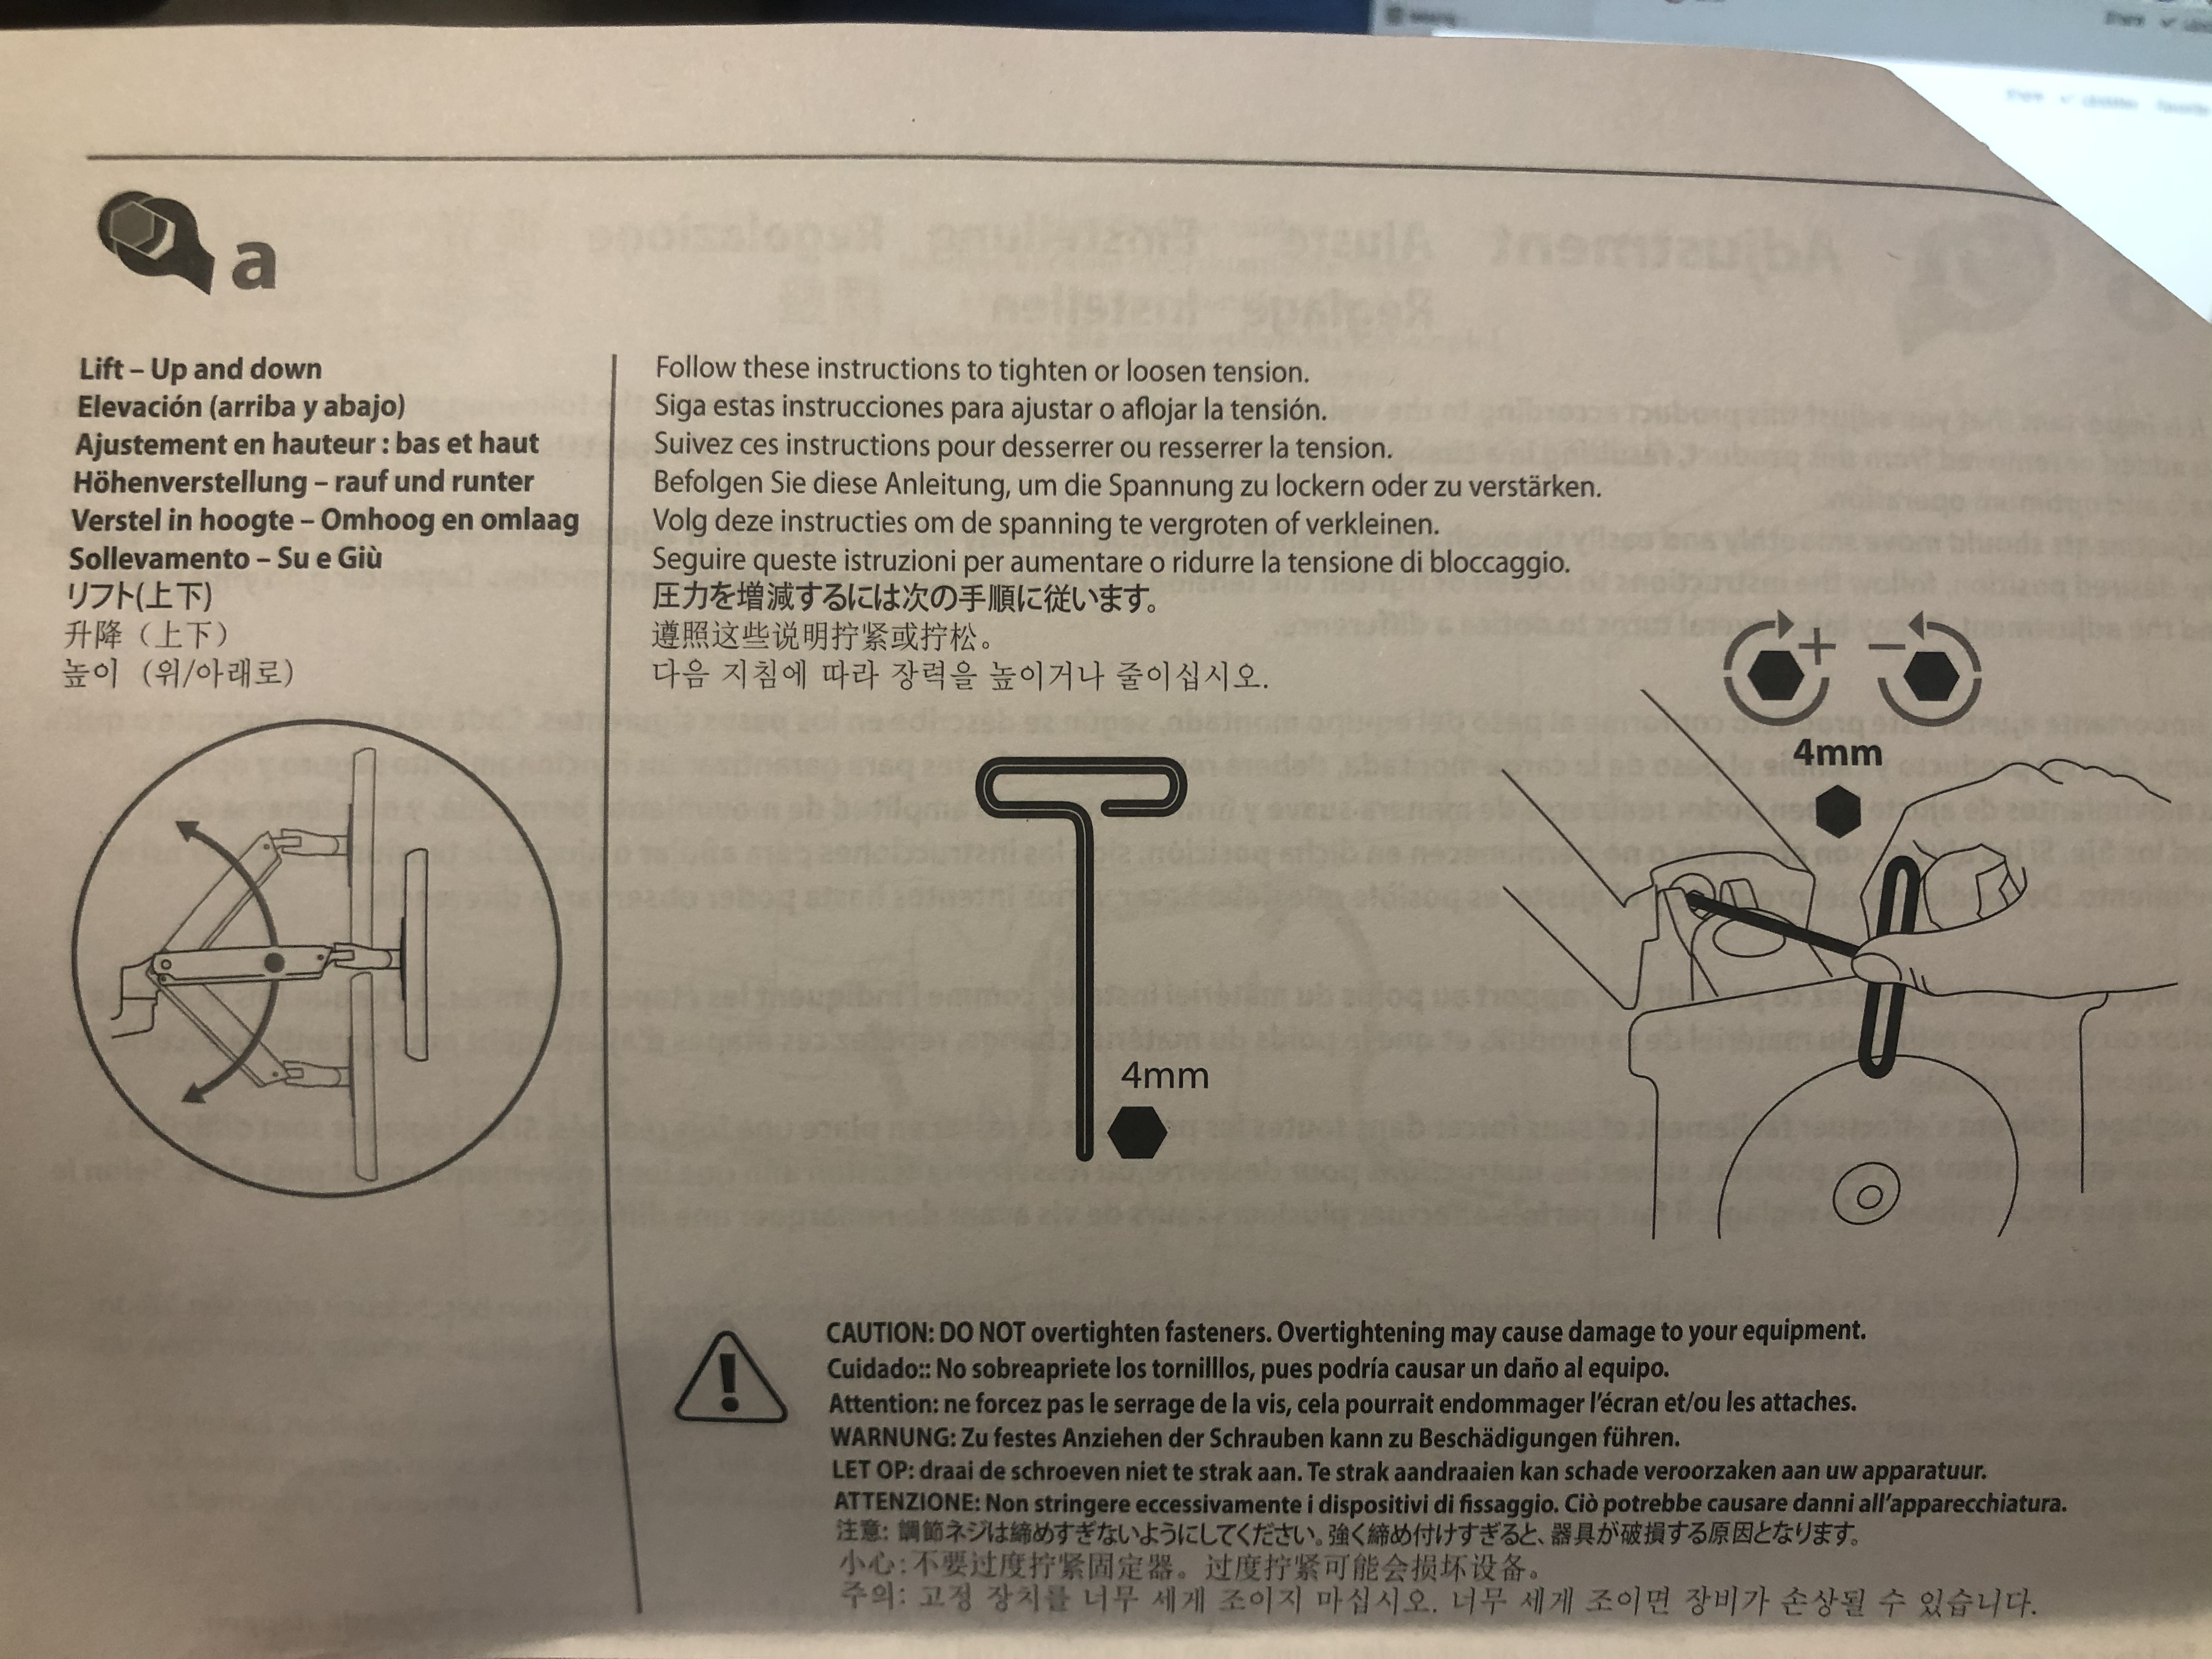 a
Lift – Up and down
Elevación (arriba y abajo)
Ajustement en hauteur : bas et haut
Höhenverstellung – rauf und runter
Verstel in hoogte – Omhoog en omlaag
Sollevamento – Su e Giù
リフト(上下)
升降（上下）
높이 (위/아래로)
Follow these instructions to tighten or loosen tension.
Siga estas instrucciones para ajustar o aflojar la tensión.
Suivez ces instructions pour desserrer ou resserrer la tension.
Befolgen Sie diese Anleitung, um die Spannung zu lockern oder zu verstärken.
Volg deze instructies om de spanning te vergroten of verkleinen.
Seguire queste istruzioni per aumentare o ridurre la tensione di bloccaggio.
圧力を増減するには次の手順に従います。
遵照这些说明拧紧或拧松。
다음 지침에 따라 장력을 높이거나 줄이십시오.
+ −
4mm
4mm
CAUTION: DO NOT overtighten fasteners. Overtightening may cause damage to your equipment.
Cuidado:: No sobreapriete los tornilllos, pues podría causar un daño al equipo.
Attention: ne forcez pas le serrage de la vis, cela pourrait endommager l’écran et/ou les attaches.
WARNUNG: Zu festes Anziehen der Schrauben kann zu Beschädigungen führen.
LET OP: draai de schroeven niet te strak aan. Te strak aandraaien kan schade veroorzaken aan uw apparatuur.
ATTENZIONE: Non stringere eccessivamente i dispositivi di fissaggio. Ciò potrebbe causare danni all’apparecchiatura.
注意: 調節ネジは締めすぎないようにしてください。強く締め付けすぎると、器具が破損する原因となります。
小心: 不要过度拧紧固定器。过度拧紧可能会损坏设备。
주의: 고정 장치를 너무 세게 조이지 마십시오. 너무 세게 조이면 장비가 손상될 수 있습니다.